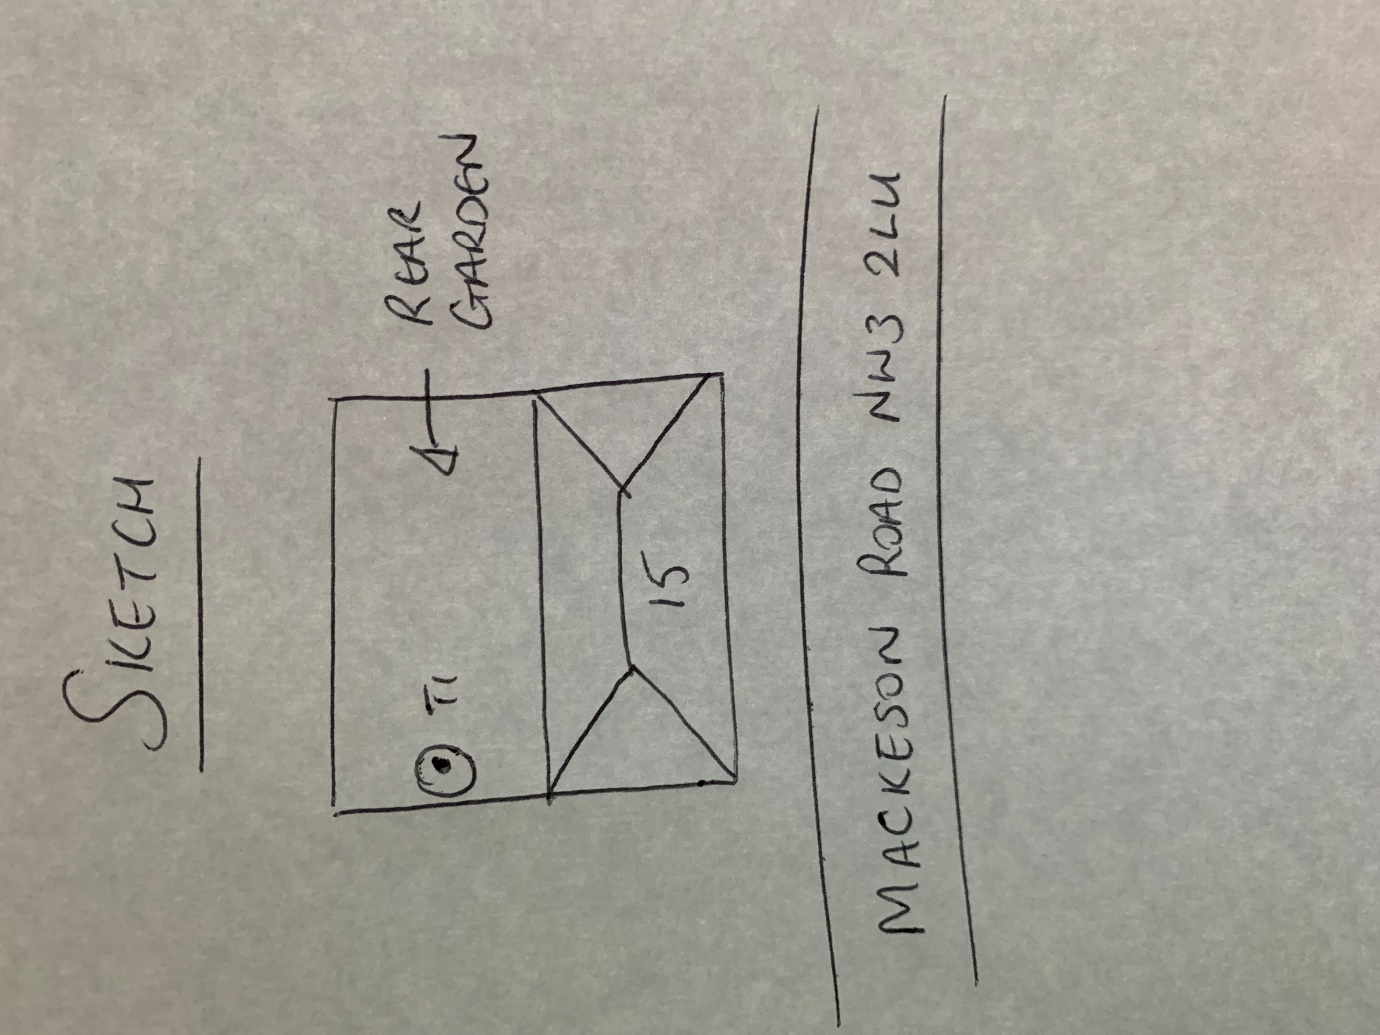 SKETCH
REAR
GARDEN
T1
15
MACKESON ROAD NW3 2LU